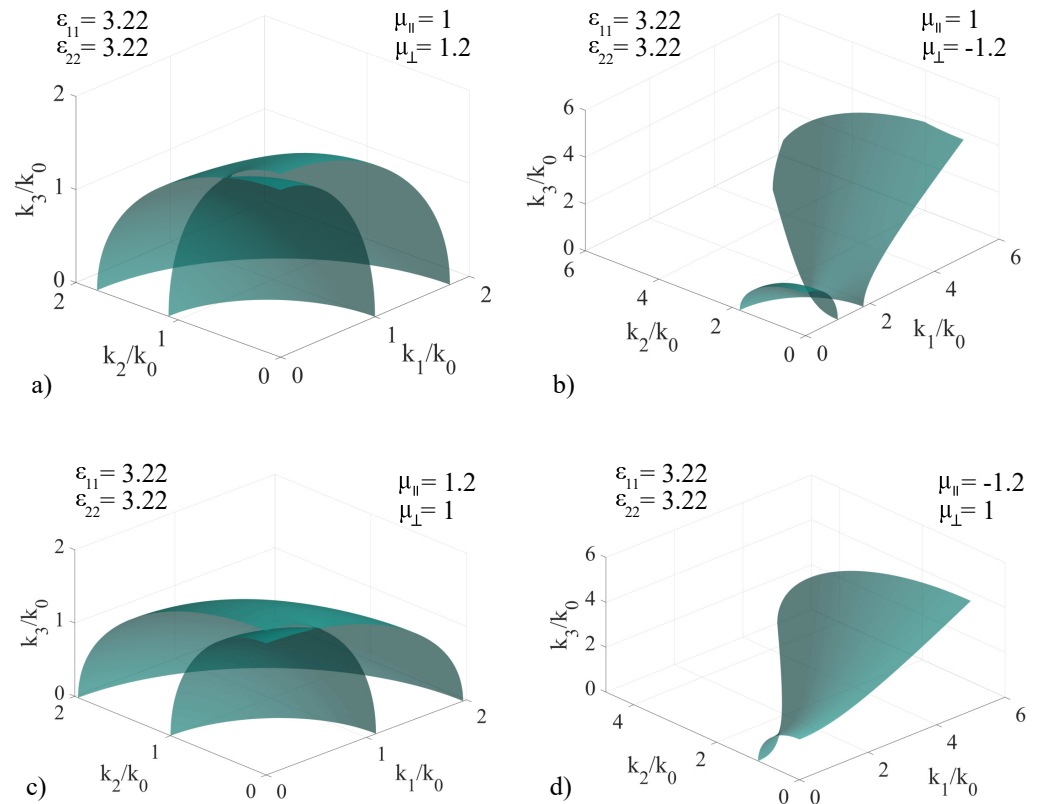 ε₁₁= 3.22
ε₂₂= 3.22
μ∥= 1
μ⊥= 1.2
k₃/k₀
2
1
0
2
1
0
k₂/k₀
0
1
2
k₁/k₀
a)
ε₁₁= 3.22
ε₂₂= 3.22
μ∥= 1
μ⊥= -1.2
k₃/k₀
6
4
2
0
6
4
2
0
k₂/k₀
0
2
4
6
k₁/k₀
b)
ε₁₁= 3.22
ε₂₂= 3.22
μ∥= 1.2
μ⊥= 1
k₃/k₀
2
1
0
2
1
0
k₂/k₀
0
1
2
k₁/k₀
c)
ε₁₁= 3.22
ε₂₂= 3.22
μ∥= -1.2
μ⊥= 1
k₃/k₀
6
4
2
0
4
2
0
k₂/k₀
0
2
4
6
k₁/k₀
d)